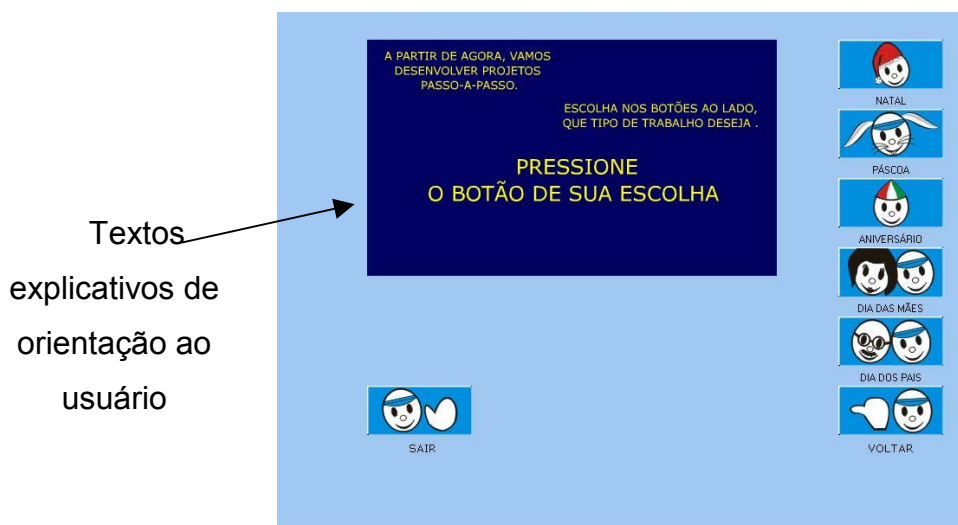 A PARTIR DE AGORA, VAMOS
DESENVOLVER PROJETOS
PASSO-A-PASSO.
ESCOLHA NOS BOTÕES AO LADO,
QUE TIPO DE TRABALHO DESEJA .
PRESSIONE
O BOTÃO DE SUA ESCOLHA
Textos
explicativos de
orientação ao
usuário
NATAL
PÁSCOA
ANIVERSÁRIO
DIA DAS MÃES
DIA DOS PAIS
SAIR
VOLTAR